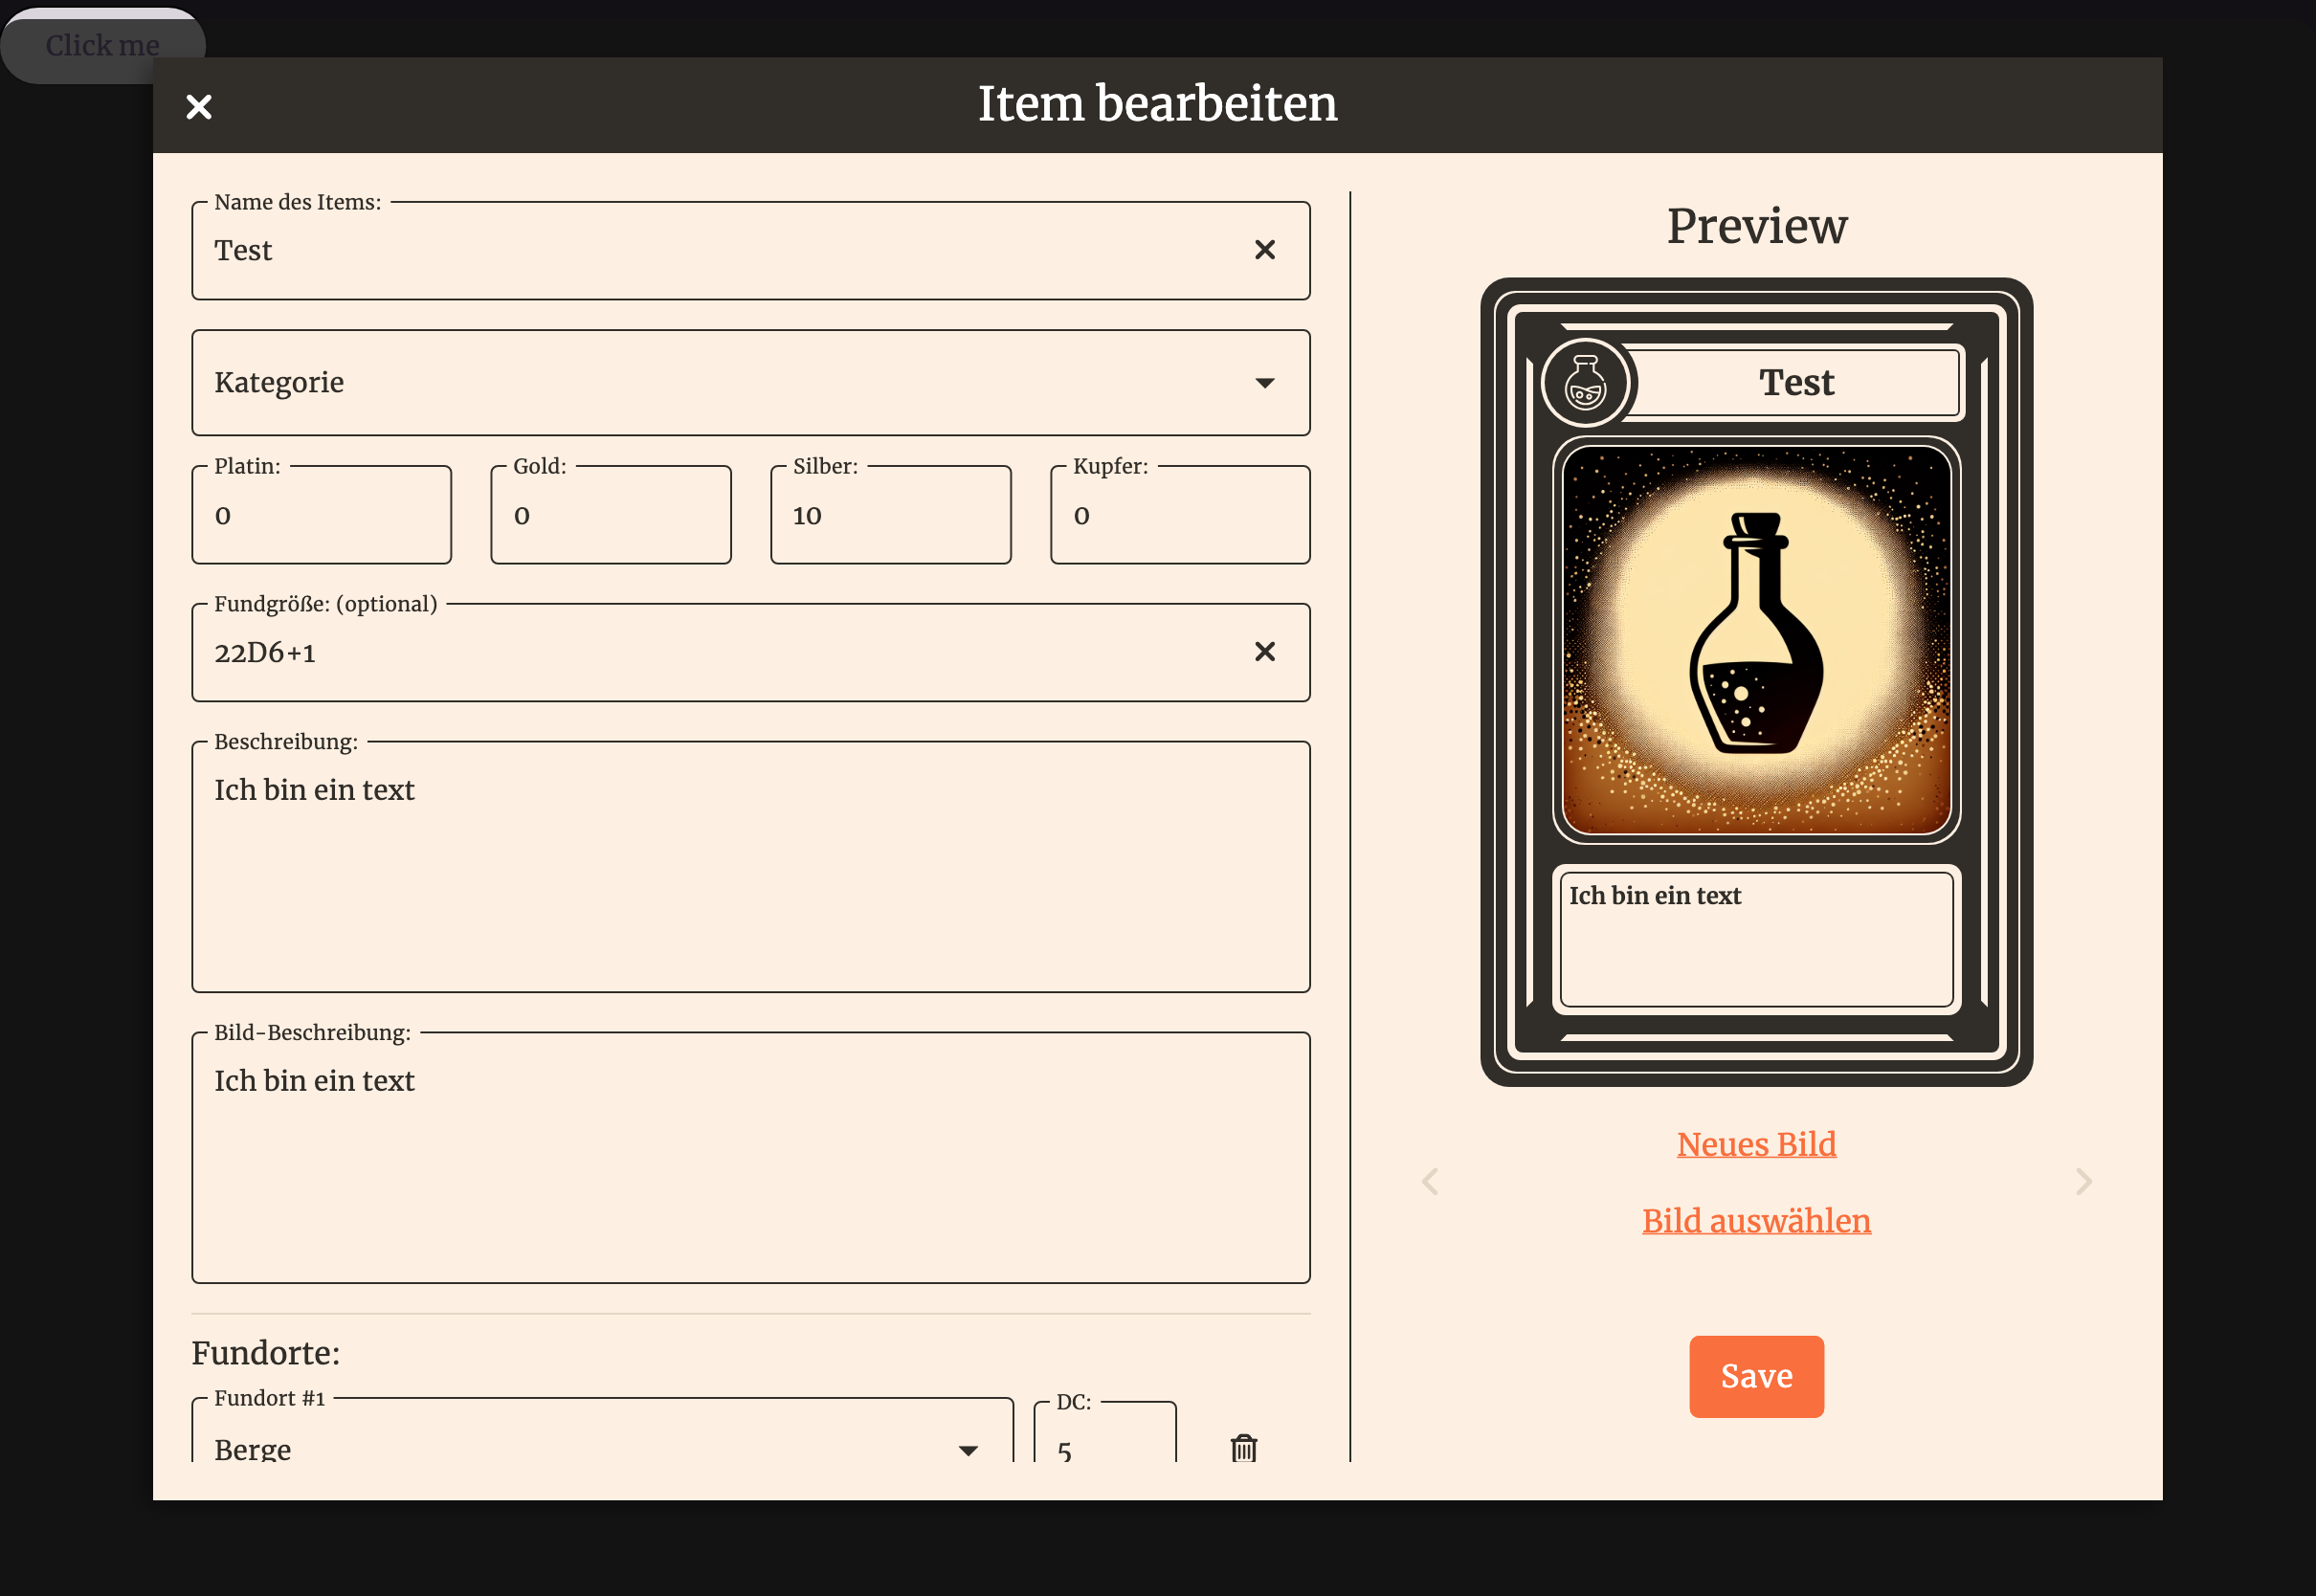 Click me
Item bearbeiten
Name des Items:
Test
Kategorie
Platin:
0
Gold:
0
Silber:
10
Kupfer:
0
Fundgröße: (optional)
22D6+1
Beschreibung:
Ich bin ein text
Bild-Beschreibung:
Ich bin ein text
Fundorte:
Fundort #1
Berge
DC:
5
Preview
Test
Ich bin ein text
Neues Bild
Bild auswählen
Save